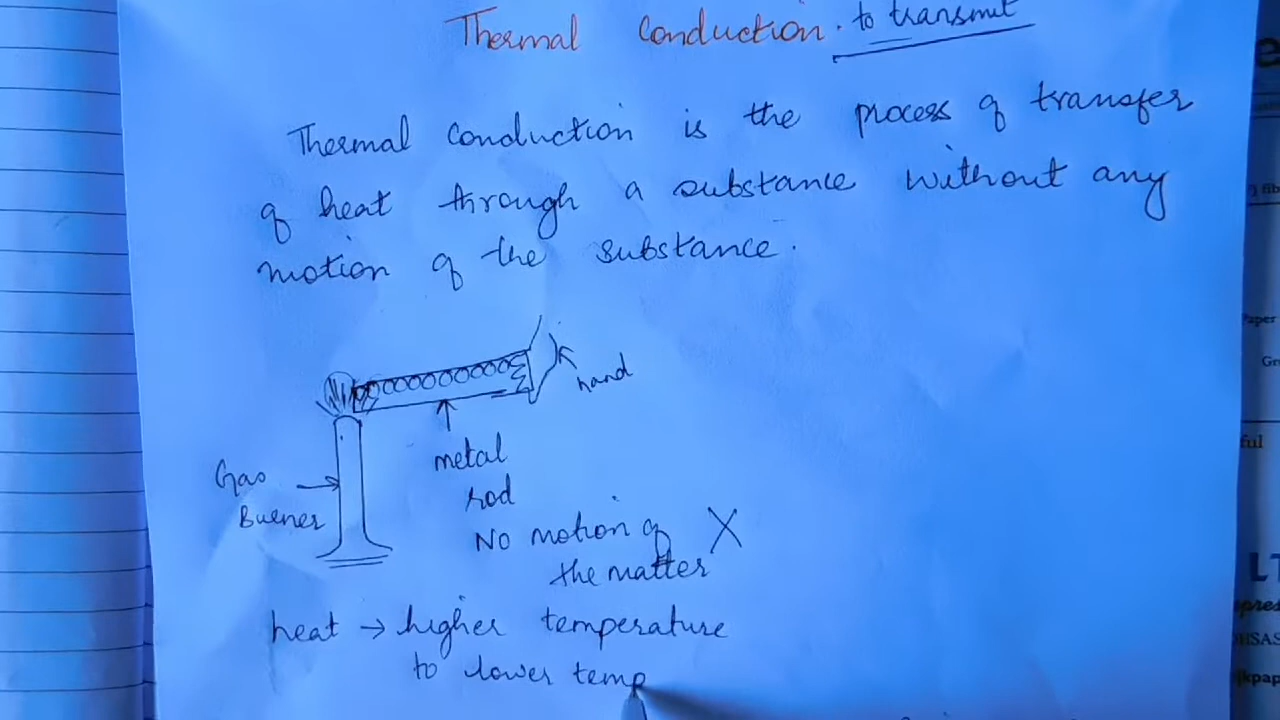 Thermal Conduction. to transmit
Thermal conduction is the process of transfer
of heat through a substance without any
motion of the substance.
hand
metal
rod
Gas
Burner
No motion of X
the matter
heat → higher temperature
to lower temp